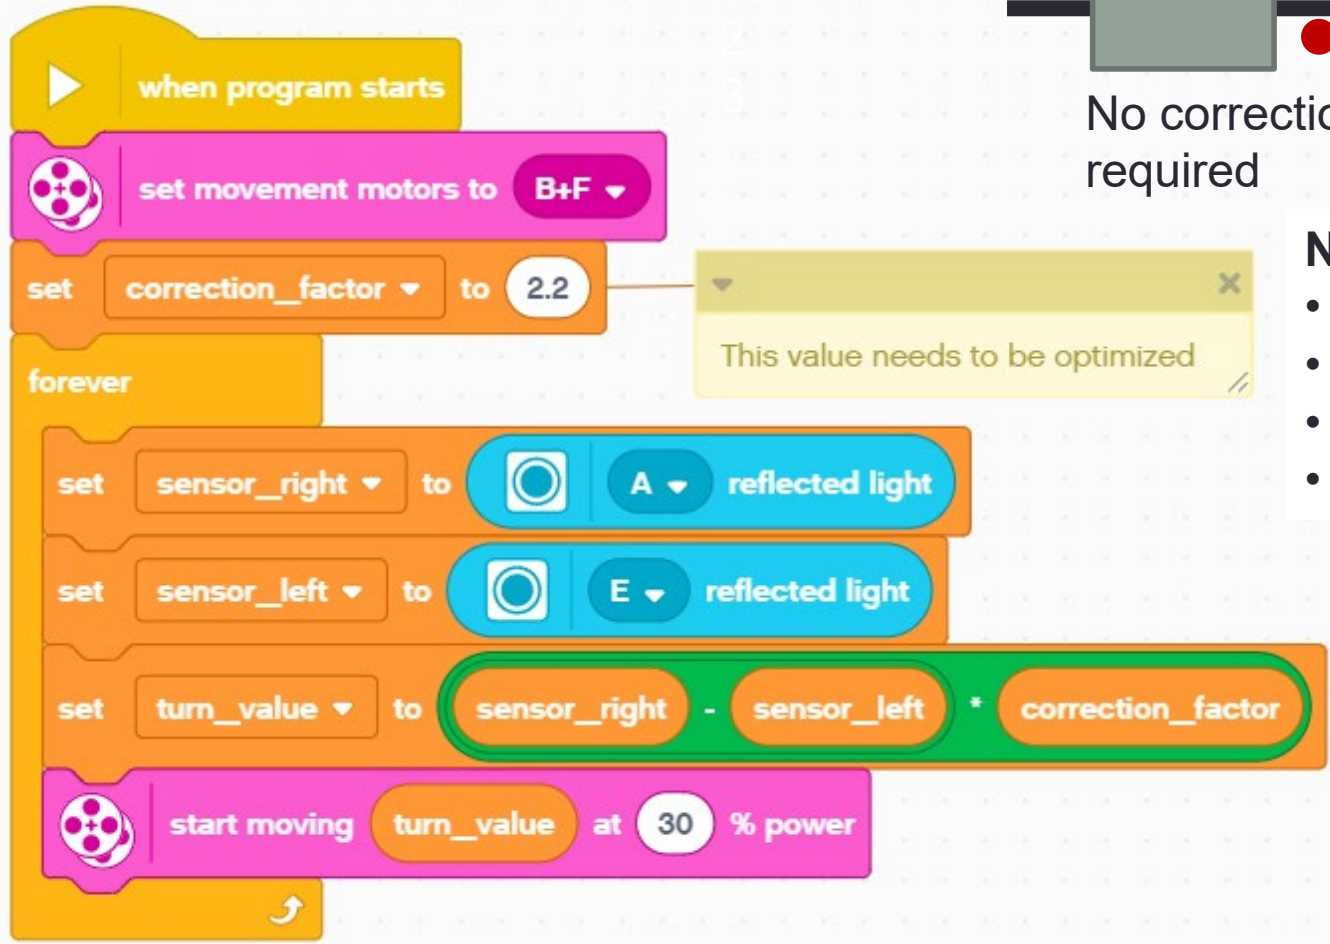 2
3
when program starts
set movement motors to B+F
set correction_factor to 2.2
This value needs to be optimized
forever
set sensor_right to A reflected light
set sensor_left to E reflected light
set turn_value to sensor_right - sensor_left * correction_factor
start moving turn_value at 30 % power
required